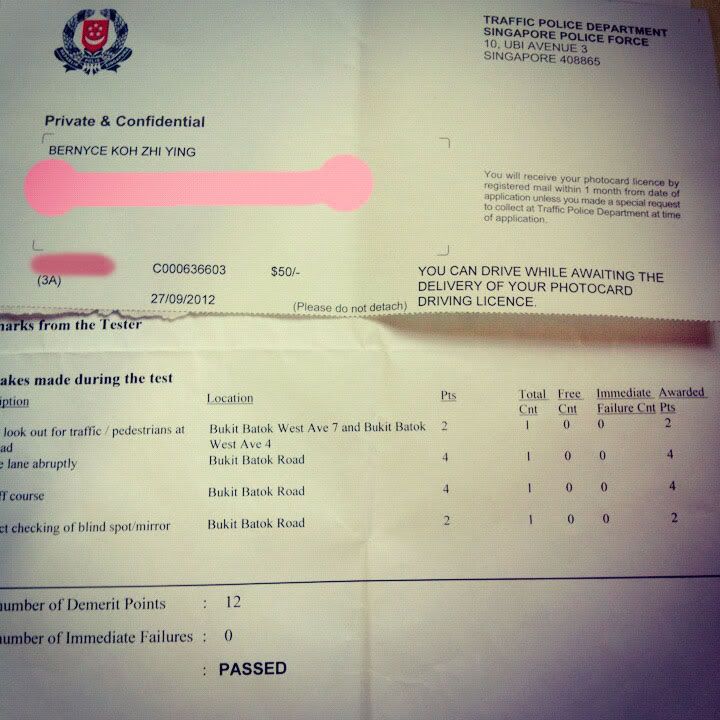 TRAFFIC POLICE DEPARTMENT
SINGAPORE POLICE FORCE
10, UBI AVENUE 3
SINGAPORE 408865
Private & Confidential
BERNYCE KOH ZHI YING
You will receive your photocard licence by
registered mail within 1 month from date of
application unless you made a special request
to collect at Traffic Police Department at time
of application.
(3A)
C000636603 $50/-
27/09/2012
(Please do not detach)
YOU CAN DRIVE WHILE AWAITING THE
DELIVERY OF YOUR PHOTOCARD
DRIVING LICENCE.
marks from the Tester
akes made during the test
iption Location Pts Total Cnt Free Cnt Immediate Failure Cnt Awarded Pts
look out for traffic / pedestrians at Bukit Batok West Ave 7 and Bukit Batok 2 1 0 0 2
ad West Ave 4
e lane abruptly Bukit Batok Road 4 1 0 0 4
ff course Bukit Batok Road 4 1 0 0 4
ct checking of blind spot/mirror Bukit Batok Road 2 1 0 0 2
number of Demerit Points : 12
number of Immediate Failures : 0
: PASSED